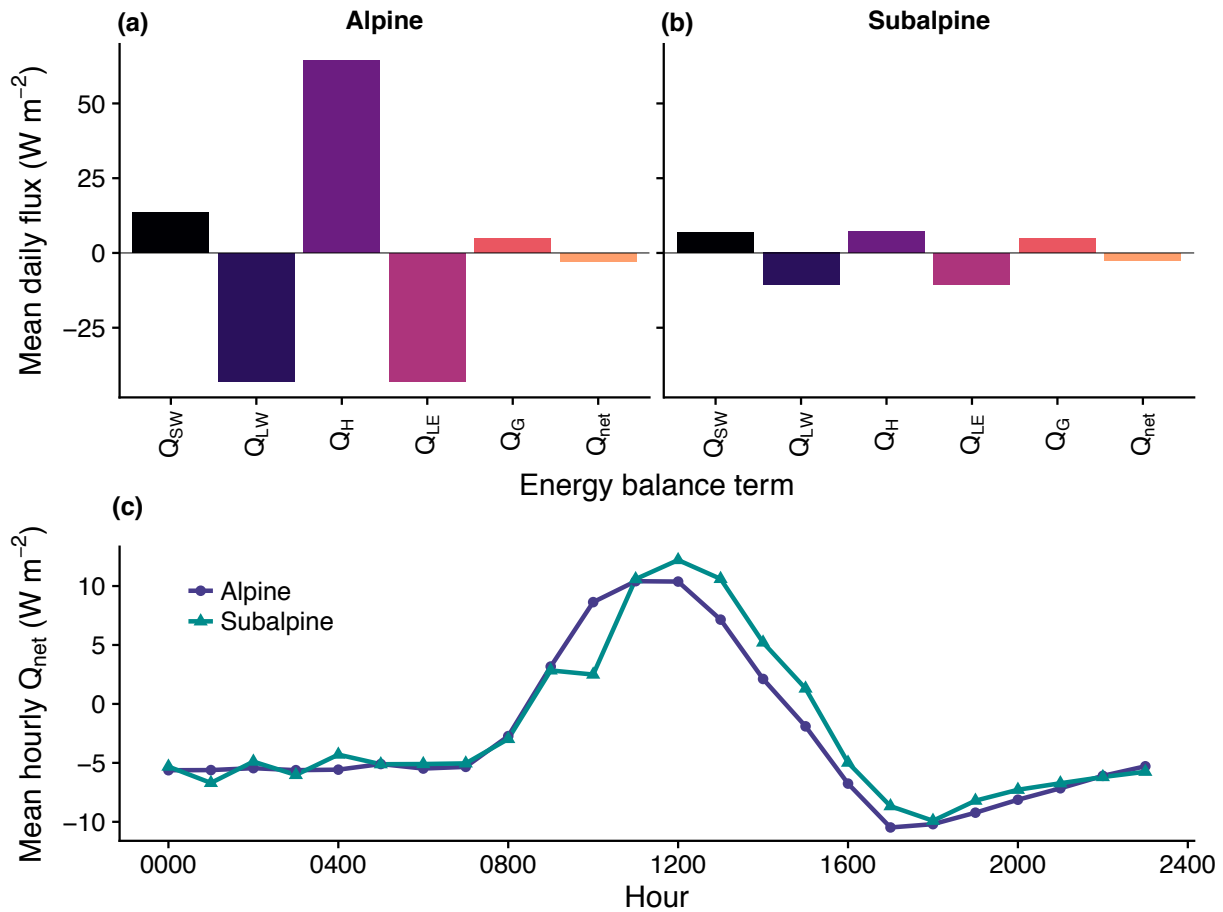 (a) Alpine (b) Subalpine
Mean daily flux (W m⁻²)
50
25
0
−25
Q_SW Q_LW Q_H Q_LE Q_G Q_net Q_SW Q_LW Q_H Q_LE Q_G Q_net
Energy balance term
(c)
Mean hourly Q_net (W m⁻²)
10
5
0
−5
−10
Alpine
Subalpine
0000 0400 0800 1200 1600 2000 2400
Hour